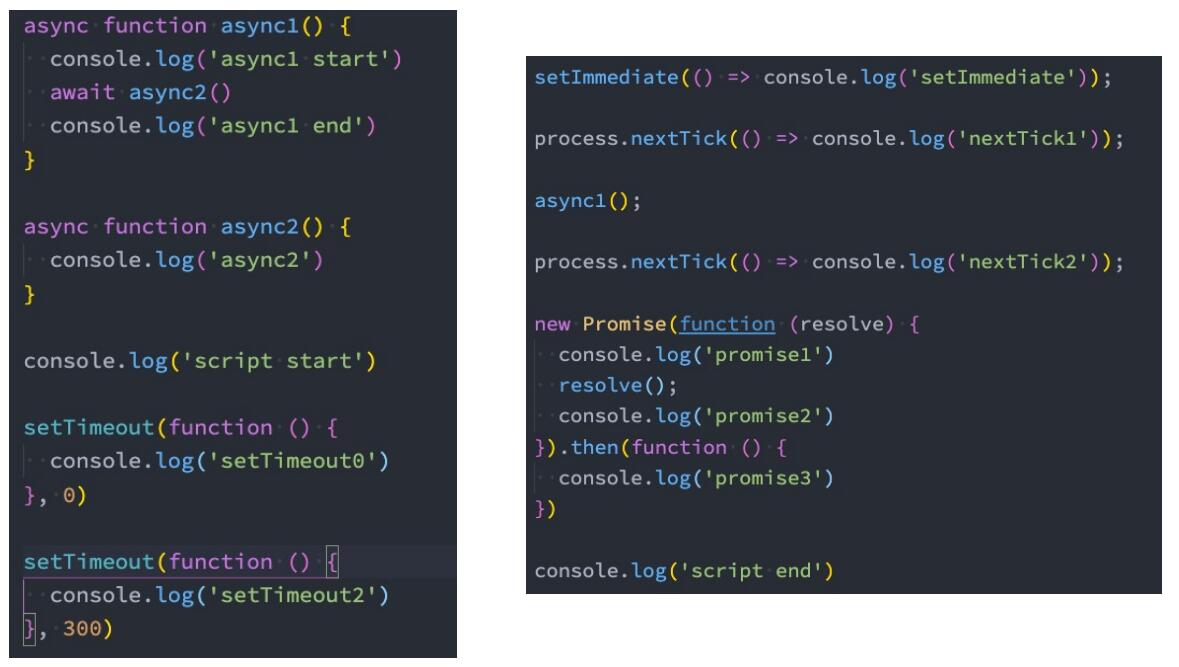 async function async1() {
  console.log('async1 start')
  await async2()
  console.log('async1 end')
}
async function async2() {
  console.log('async2')
}
console.log('script start')
setTimeout(function () {
  console.log('setTimeout0')
}, 0)
setTimeout(function () {
  console.log('setTimeout2')
}, 300)
setImmediate(() => console.log('setImmediate'));
process.nextTick(() => console.log('nextTick1'));
async1();
process.nextTick(() => console.log('nextTick2'));
new Promise(function (resolve) {
  console.log('promise1')
  resolve();
  console.log('promise2')
}).then(function () {
  console.log('promise3')
})
console.log('script end')